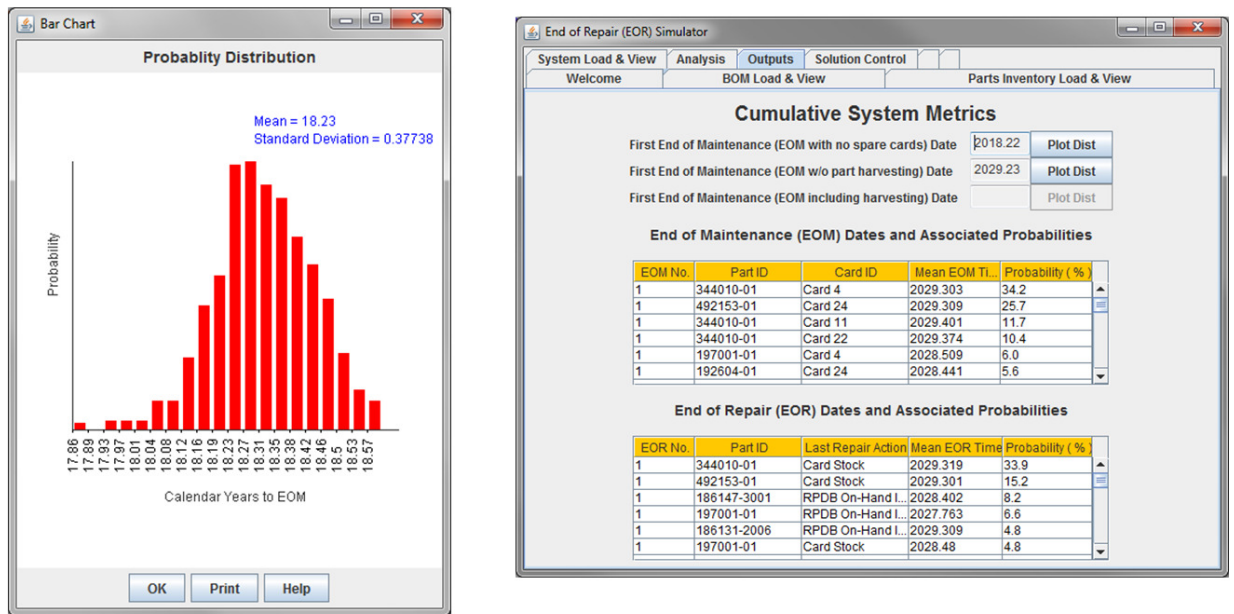 Bar Chart
Probablity Distribution
Mean = 18.23
Standard Deviation = 0.37738
Probability
17.86
17.89
17.93
17.97
18.01
18.04
18.08
18.12
18.16
18.19
18.23
18.27
18.31
18.35
18.38
18.42
18.46
18.5
18.53
18.57
Calendar Years to EOM
OK Print Help
End of Repair (EOR) Simulator
System Load & View Analysis Outputs Solution Control
Welcome BOM Load & View Parts Inventory Load & View
Cumulative System Metrics
First End of Maintenance (EOM with no spare cards) Date 2018.22 Plot Dist
First End of Maintenance (EOM w/o part harvesting) Date 2029.23 Plot Dist
First End of Maintenance (EOM including harvesting) Date Plot Dist
End of Maintenance (EOM) Dates and Associated Probabilities
EOM No. Part ID Card ID Mean EOM Ti... Probability ( % )
1 344010-01 Card 4 2029.303 34.2
1 492153-01 Card 24 2029.309 25.7
1 344010-01 Card 11 2029.401 11.7
1 344010-01 Card 22 2029.374 10.4
1 197001-01 Card 4 2028.509 6.0
1 192604-01 Card 24 2028.441 5.6
End of Repair (EOR) Dates and Associated Probabilities
EOR No. Part ID Last Repair Action Mean EOR Time Probability ( % )
1 344010-01 Card Stock 2029.319 33.9
1 492153-01 Card Stock 2029.301 15.2
1 186147-3001 RPDB On-Hand I... 2028.402 8.2
1 197001-01 RPDB On-Hand I... 2027.763 6.6
1 186131-2006 RPDB On-Hand I... 2029.309 4.8
1 197001-01 Card Stock 2028.48 4.8